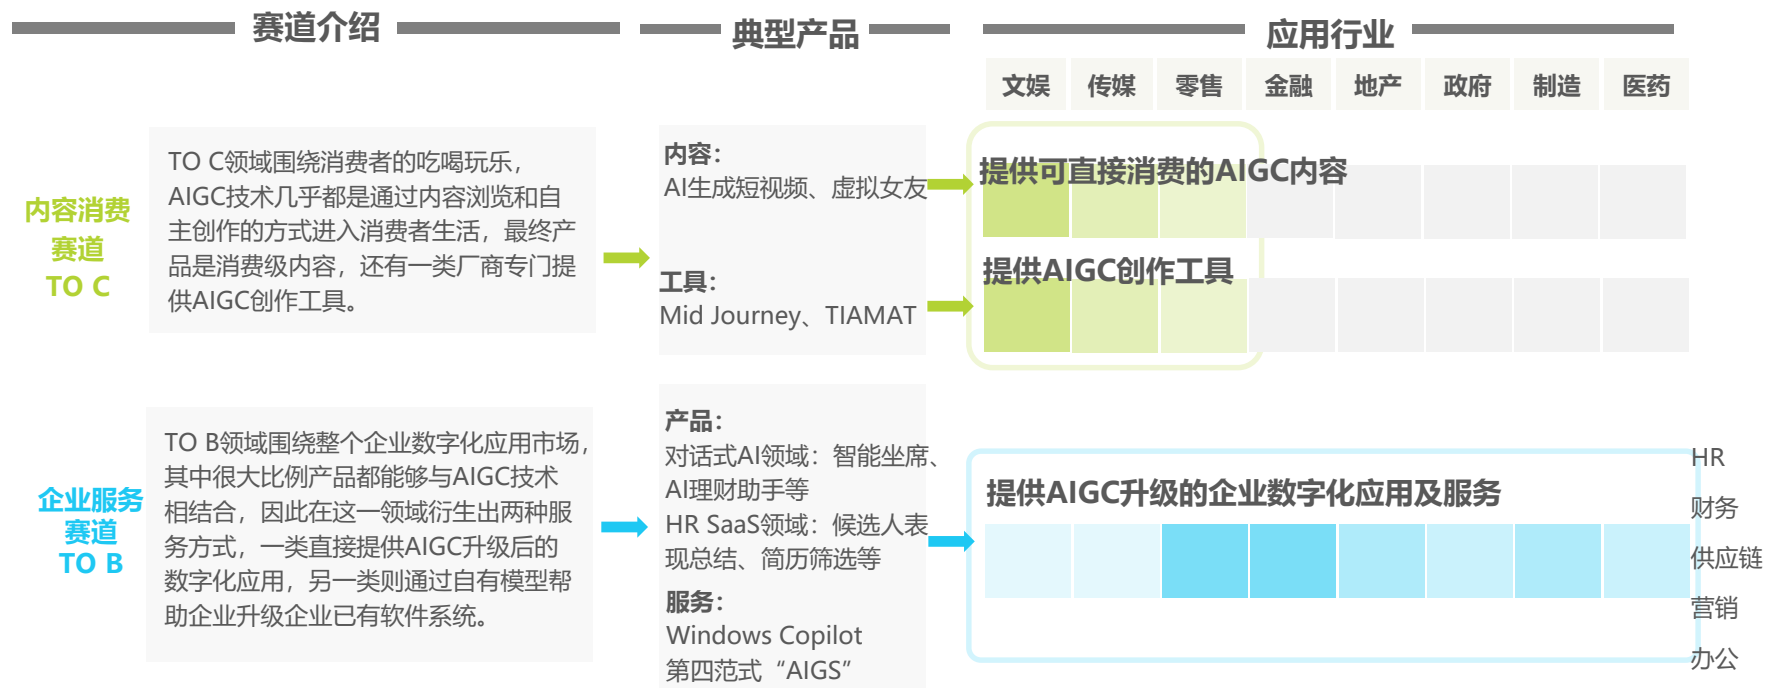 赛道介绍
典型产品
应用行业
文娱
传媒
零售
金融
地产
政府
制造
医药
内容消费
赛道
TO C
TO C领域围绕消费者的吃喝玩乐，
AIGC技术几乎都是通过内容浏览和自
主创作的方式进入消费者生活，最终产
品是消费级内容，还有一类厂商专门提
供AIGC创作工具。
内容：
AI生成短视频、虚拟女友
工具：
Mid Journey、TIAMAT
提供可直接消费的AIGC内容
提供AIGC创作工具
企业服务
赛道
TO B
TO B领域围绕整个企业数字化应用市场，
其中很大比例产品都能够与AIGC技术
相结合，因此在这一领域衍生出两种服
务方式，一类直接提供AIGC升级后的
数字化应用，另一类则通过自有模型帮
助企业升级企业已有软件系统。
产品：
对话式AI领域：智能坐席、
AI理财助手等
HR SaaS领域：候选人表
现总结、简历筛选等
服务：
Windows Copilot
第四范式“AIGS”
提供AIGC升级的企业数字化应用及服务
HR
财务
供应链
营销
办公